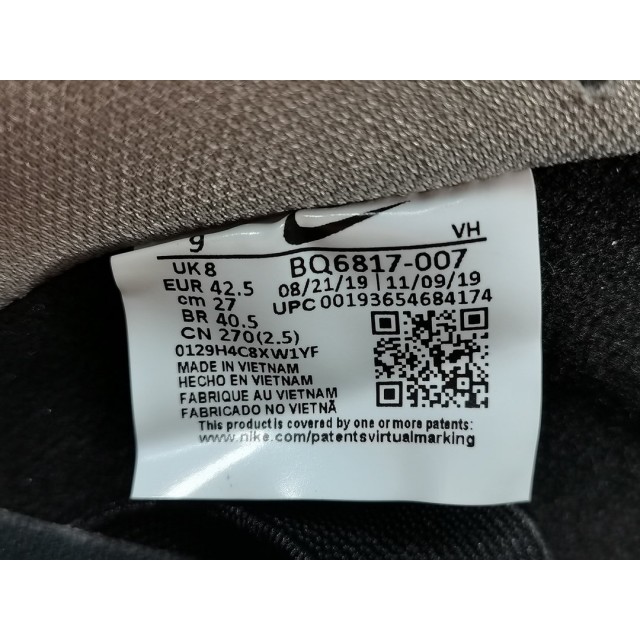 9
VH
UK 8
BQ6817-007
EUR 42.5
08/21/19 | 11/09/19
cm 27
UPC 00193654684174
BR 40.5
CN 270(2.5)
0129H4C8XW1YF
MADE IN VIETNAM
HECHO EN VIETNAM
FABRIQUE AU VIETNAM
FABRICADO NO VIETNÃ
This product is covered by one or more patents:
www.nike.com/patentsvirtualmarking